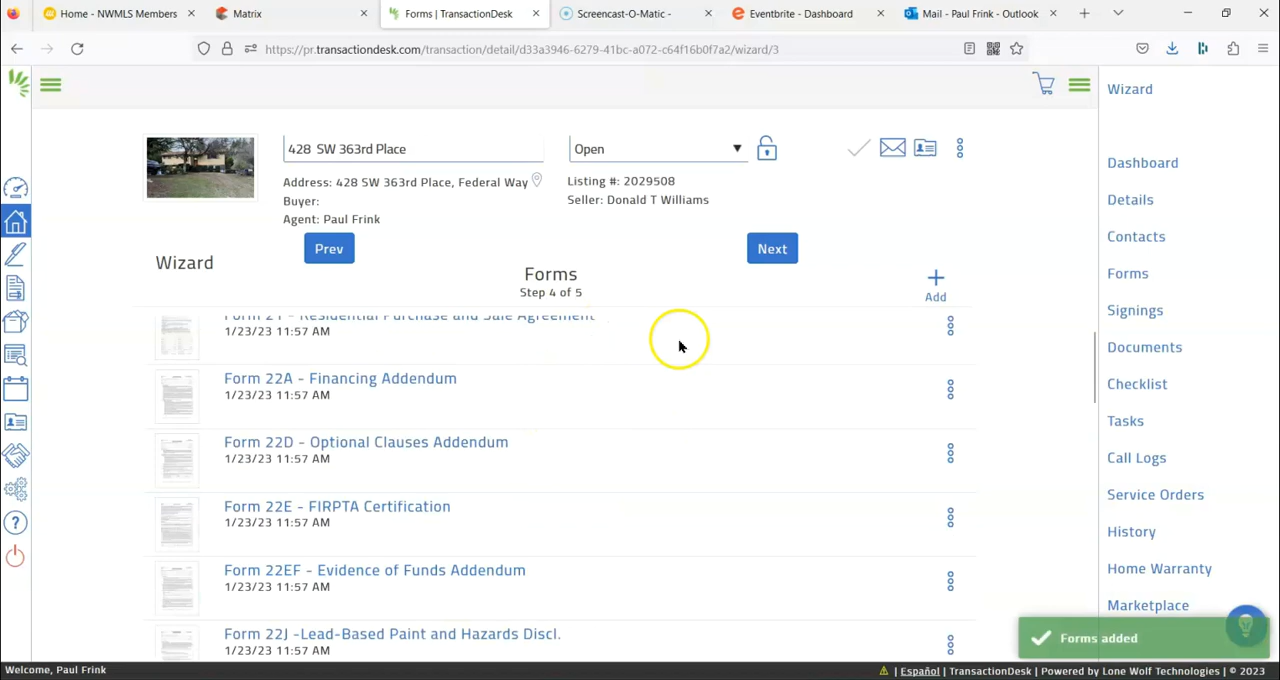 Home - NWMLS Members
Matrix
Forms | TransactionDesk
Screencast-O-Matic -
Eventbrite - Dashboard
Mail - Paul Frink - Outlook
https://pr.transactiondesk.com/transaction/detail/d33a3946-6279-41bc-a072-c64f16b0f7a2/wizard/3
Wizard
428 SW 363rd Place
Open
Address: 428 SW 363rd Place, Federal Way
Buyer:
Agent: Paul Frink
Listing #: 2029508
Seller: Donald T Williams
Prev
Next
Wizard
Forms
Step 4 of 5
Add
Form 21 - Residential Purchase and Sale Agreement
1/23/23 11:57 AM
Form 22A - Financing Addendum
1/23/23 11:57 AM
Form 22D - Optional Clauses Addendum
1/23/23 11:57 AM
Form 22E - FIRPTA Certification
1/23/23 11:57 AM
Form 22EF - Evidence of Funds Addendum
1/23/23 11:57 AM
Form 22J -Lead-Based Paint and Hazards Discl.
1/23/23 11:57 AM
Dashboard
Details
Contacts
Forms
Signings
Documents
Checklist
Tasks
Call Logs
Service Orders
History
Home Warranty
Marketplace
Forms added
Welcome, Paul Frink
| Español | TransactionDesk | Powered by Lone Wolf Technologies | © 2023